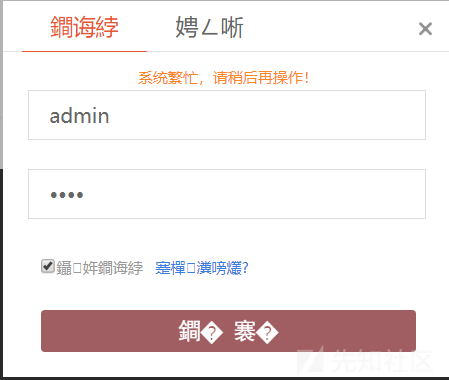 鐧诲綍 娉ㄥ唽 ×
系统繁忙，请稍后再操作！
admin
••••
鑷姩鐧诲綍 蹇樿瀵嗙爜?
鐧� 褰�
先知社区